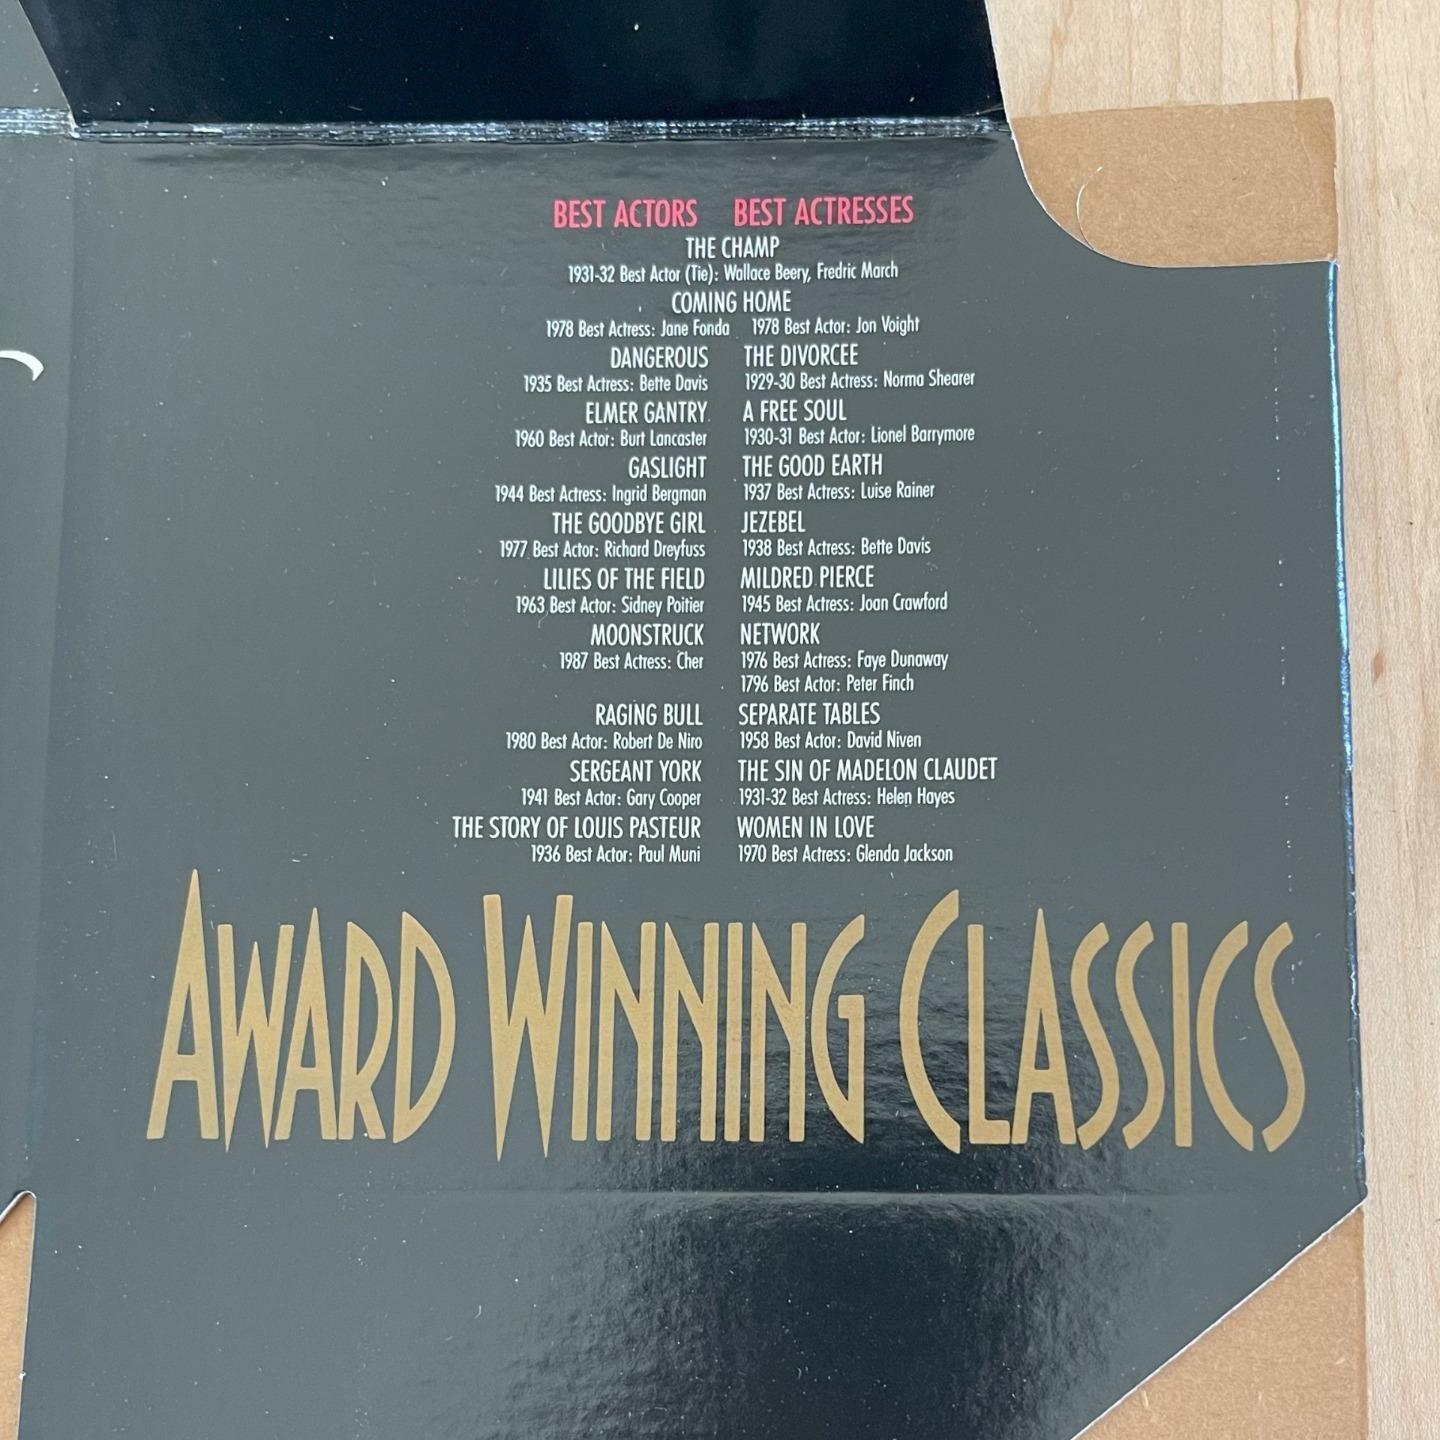 BEST ACTORS BEST ACTRESSES
THE CHAMP
1931-32 Best Actor (Tie): Wallace Beery, Fredric March
COMING HOME
1978 Best Actress: Jane Fonda 1978 Best Actor: Jon Voight
DANGEROUS THE DIVORCEE
1935 Best Actress: Bette Davis 1929-30 Best Actress: Norma Shearer
ELMER GANTRY A FREE SOUL
1960 Best Actor: Burt Lancaster 1930-31 Best Actor: Lionel Barrymore
GASLIGHT THE GOOD EARTH
1944 Best Actress: Ingrid Bergman 1937 Best Actress: Luise Rainer
THE GOODBYE GIRL JEZEBEL
1977 Best Actor: Richard Dreyfuss 1938 Best Actress: Bette Davis
LILIES OF THE FIELD MILDRED PIERCE
1963 Best Actor: Sidney Poitier 1945 Best Actress: Joan Crawford
MOONSTRUCK NETWORK
1987 Best Actress: Cher 1976 Best Actress: Faye Dunaway
1796 Best Actor: Peter Finch
RAGING BULL SEPARATE TABLES
1980 Best Actor: Robert De Niro 1958 Best Actor: David Niven
SERGEANT YORK THE SIN OF MADELON CLAUDET
1941 Best Actor: Gary Cooper 1931-32 Best Actress: Helen Hayes
THE STORY OF LOUIS PASTEUR WOMEN IN LOVE
1936 Best Actor: Paul Muni 1970 Best Actress: Glenda Jackson
AWARD WINNING CLASSICS